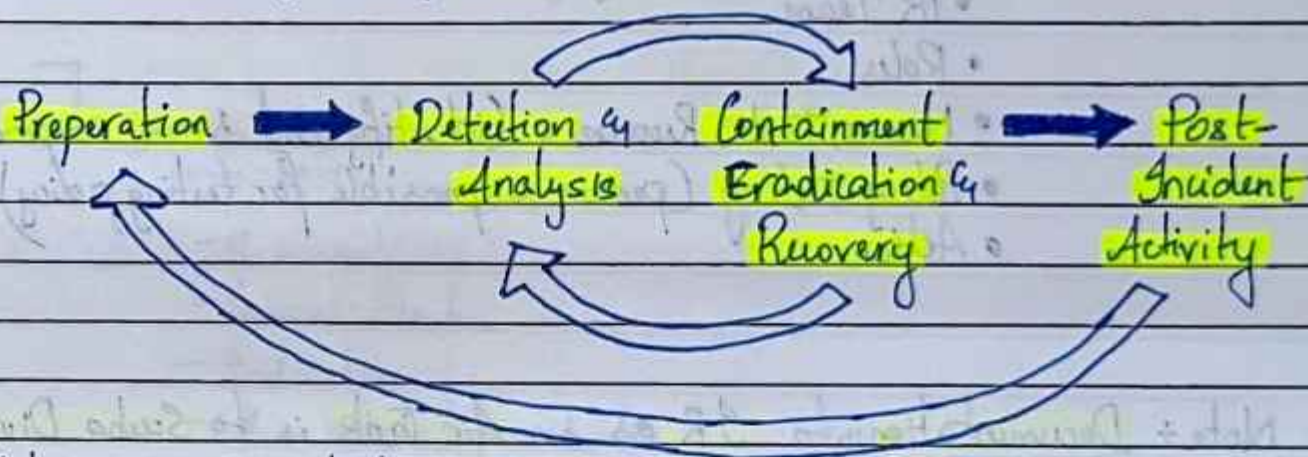 Preperation Detection & Containment Post-
Analysis Eradication & Incident
Recovery Activity